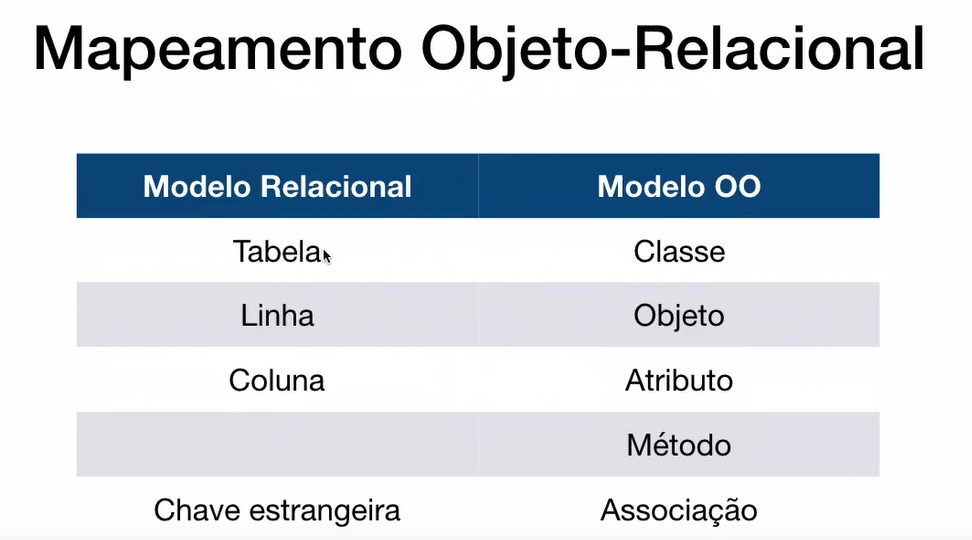 Mapeamento Objeto-Relacional
Modelo Relacional Modelo OO
Tabela Classe
Linha Objeto
Coluna Atributo
Método
Chave estrangeira Associação